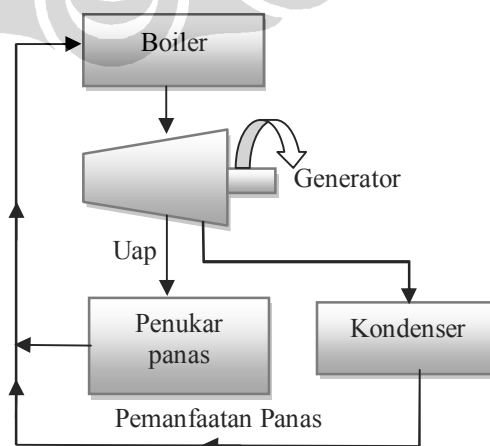 Boiler
Generator
Uap
Penukar
panas
Kondenser
Pemanfaatan Panas